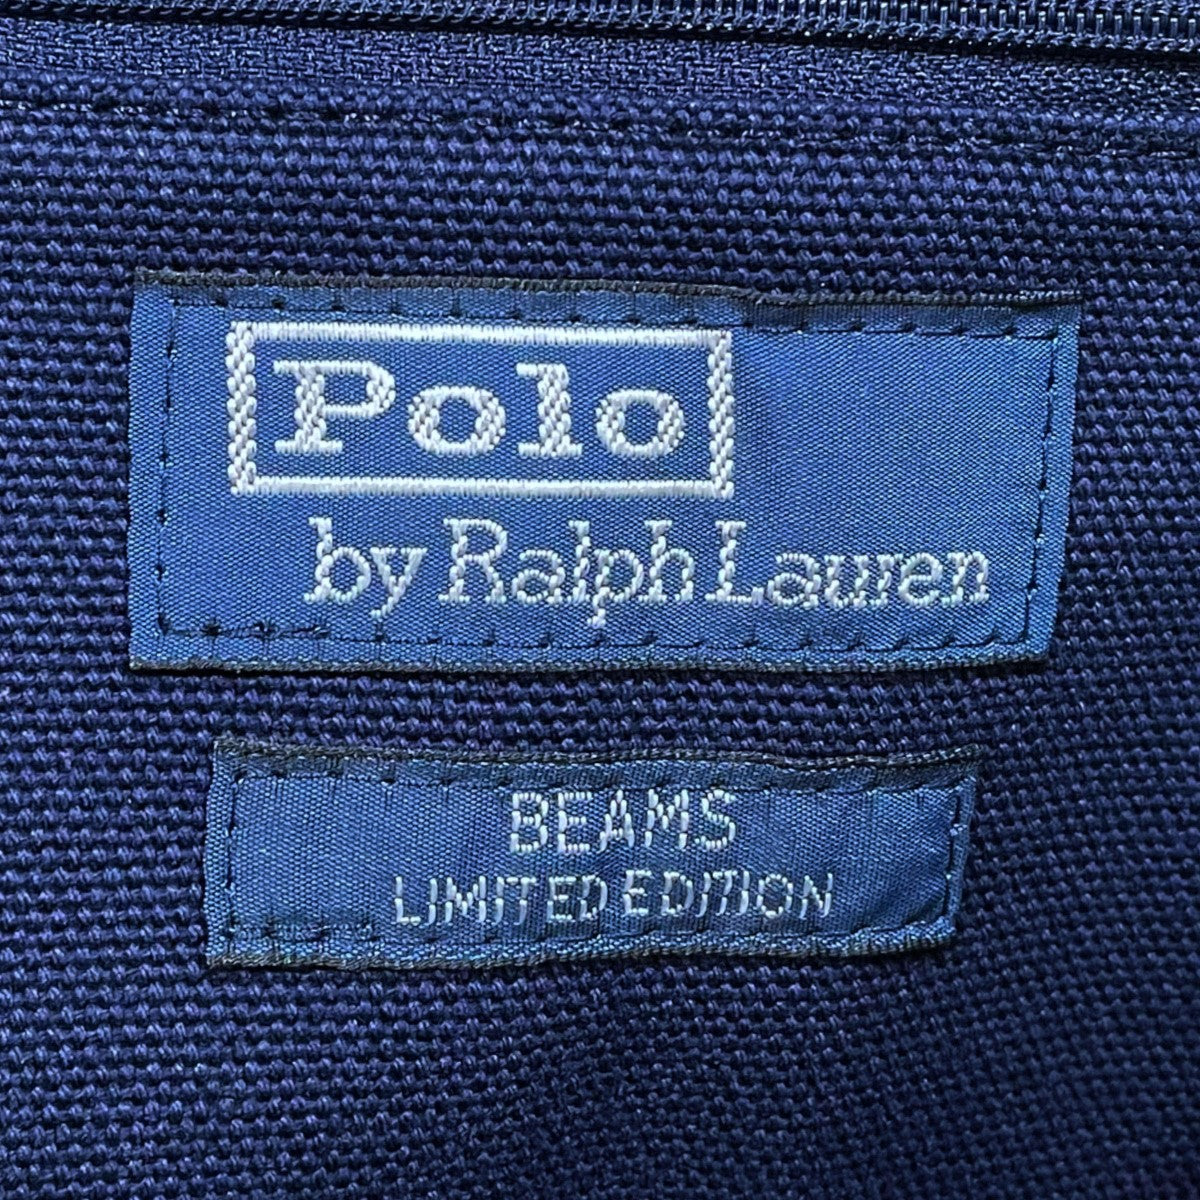 Polo
by Ralph Lauren
BEAMS
LIMITED EDITION